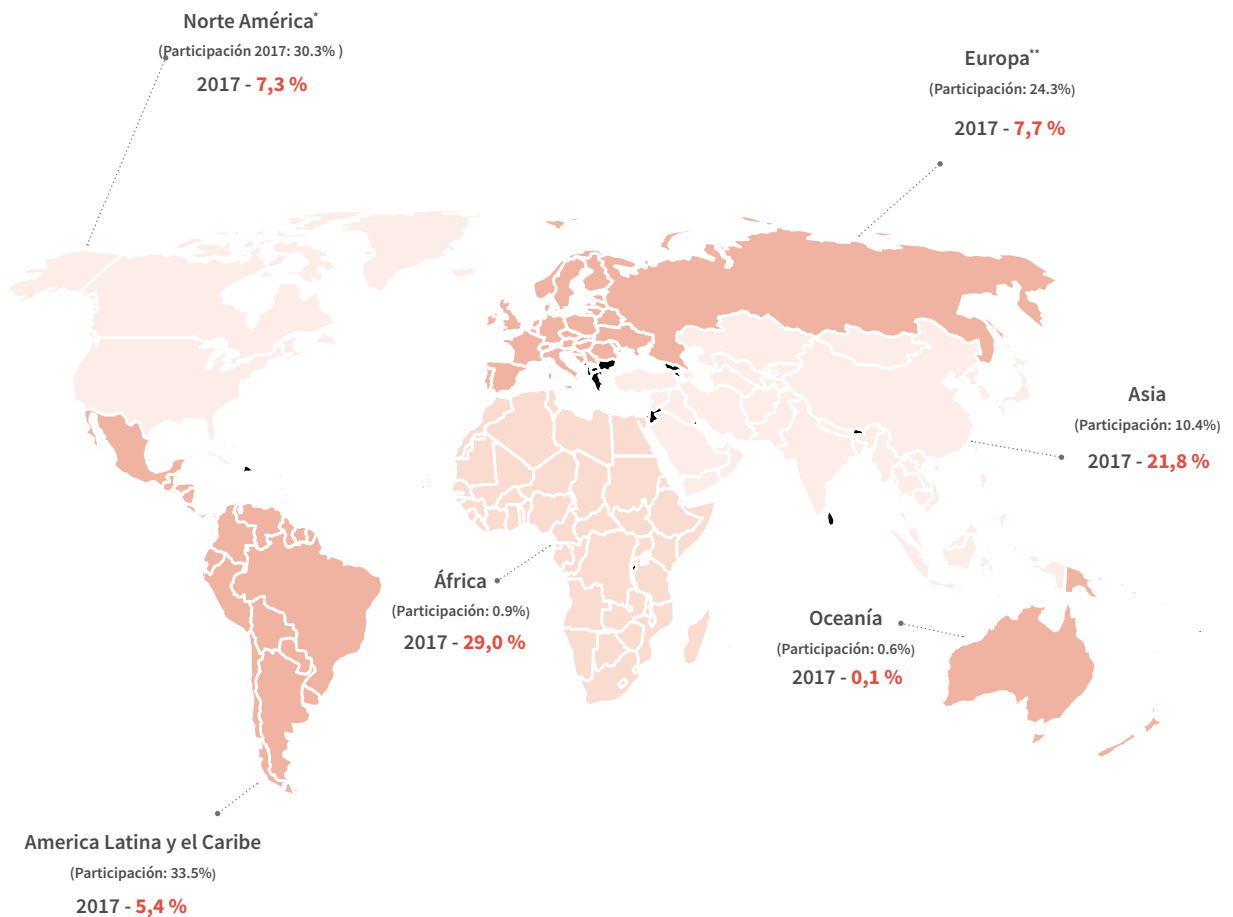 Norte América*
(Participación 2017: 30.3% )
2017 - 7,3 %
Europa**
(Participación: 24.3%)
2017 - 7,7 %
Asia
(Participación: 10.4%)
2017 - 21,8 %
África
(Participación: 0.9%)
2017 - 29,0 %
Oceanía
(Participación: 0.6%)
2017 - 0,1 %
America Latina y el Caribe
(Participación: 33.5%)
2017 - 5,4 %